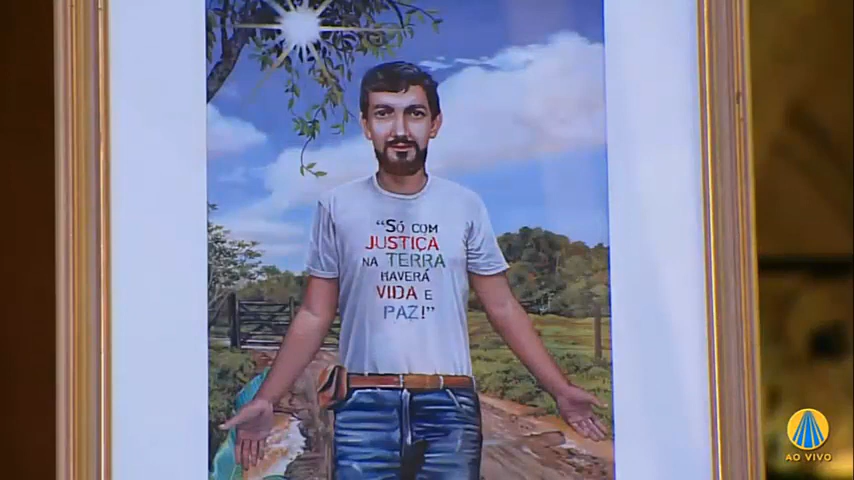 “Só com
JUSTIÇA
NA TERRA
HAVERÁ
VIDA E
PAZ!”
AO VIVO